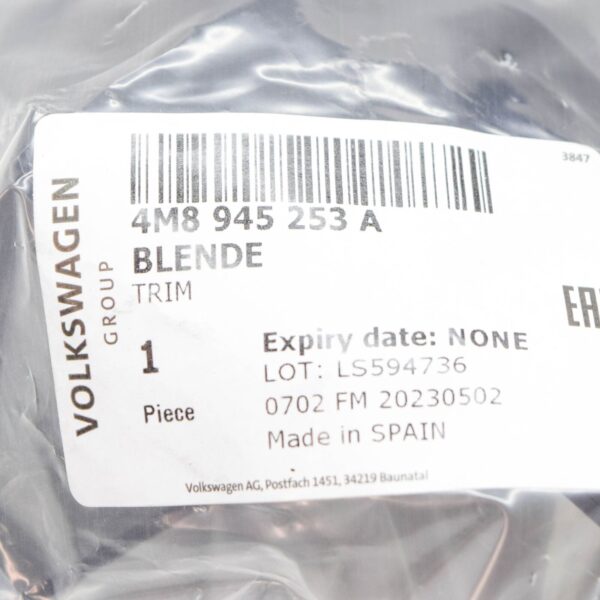 3847
4M8 945 253 A
BLENDE
TRIM
VOLKSWAGEN
GROUP
1
Piece
Expiry date: NONE
LOT: LS594736
0702 FM 20230502
Made in SPAIN
Volkswagen AG, Postfach 1451, 34219 Baunatal